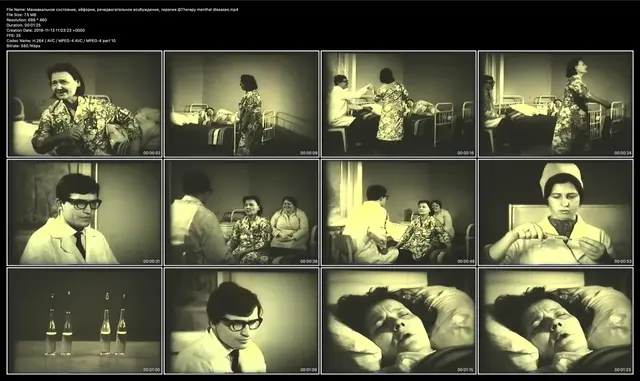 File Name: Маниакальное состояние, эйфория, речедвигательное возбуждение, терапия @Therapy menthal diseases.mp4
File Size: 7.5 MB
Resolution: 698 * 480
Duration: 00:01:25
Creation Date: 2019-11-13 11:03:23 +0000
FPS: 25
Codec Name: H.264 / AVC / MPEG-4 AVC / MPEG-4 part 10
Bitrate: 560.1Kbps
00:00:02
00:00:09
00:00:16
00:00:24
00:00:31
00:00:38
00:00:46
00:00:53
00:01:00
00:01:08
00:01:15
00:01:23